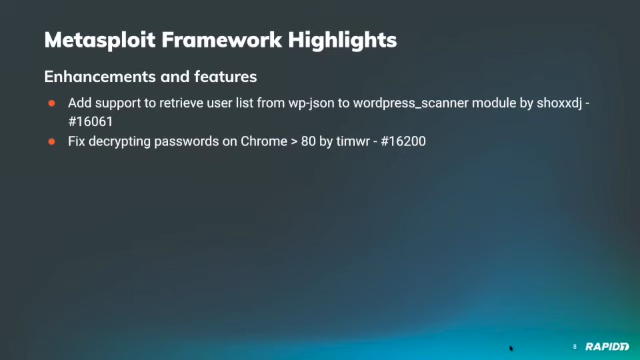 Metasploit Framework Highlights
Enhancements and features
● Add support to retrieve user list from wp-json to wordpress_scanner module by shoxxdj -
#16061
● Fix decrypting passwords on Chrome > 80 by timwr - #16200
8 RAPID7